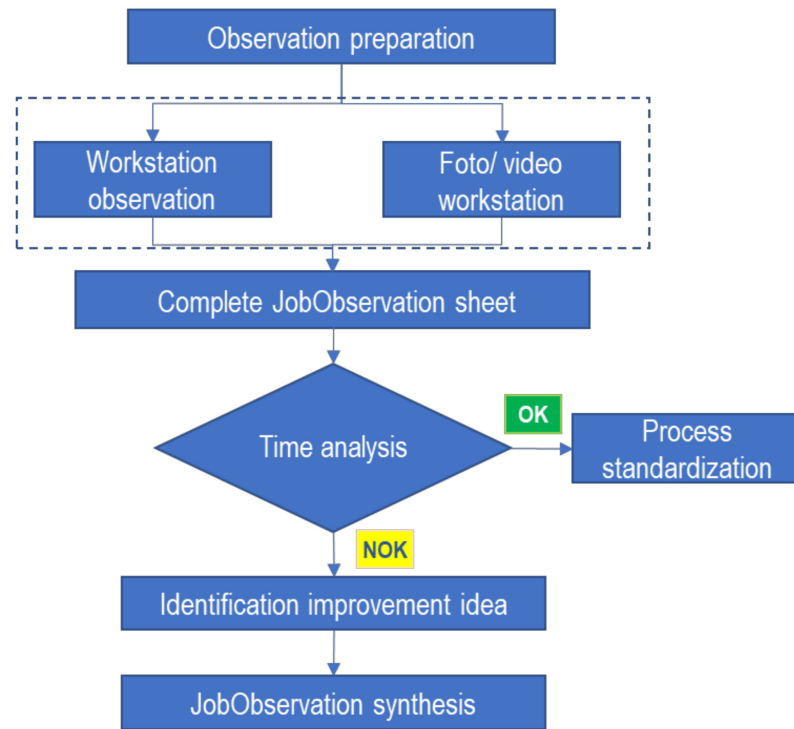 Observation preparation
Workstation
observation
Foto/ video
workstation
Complete JobObservation sheet
Time analysis
OK
Process
standardization
NOK
Identification improvement idea
JobObservation synthesis